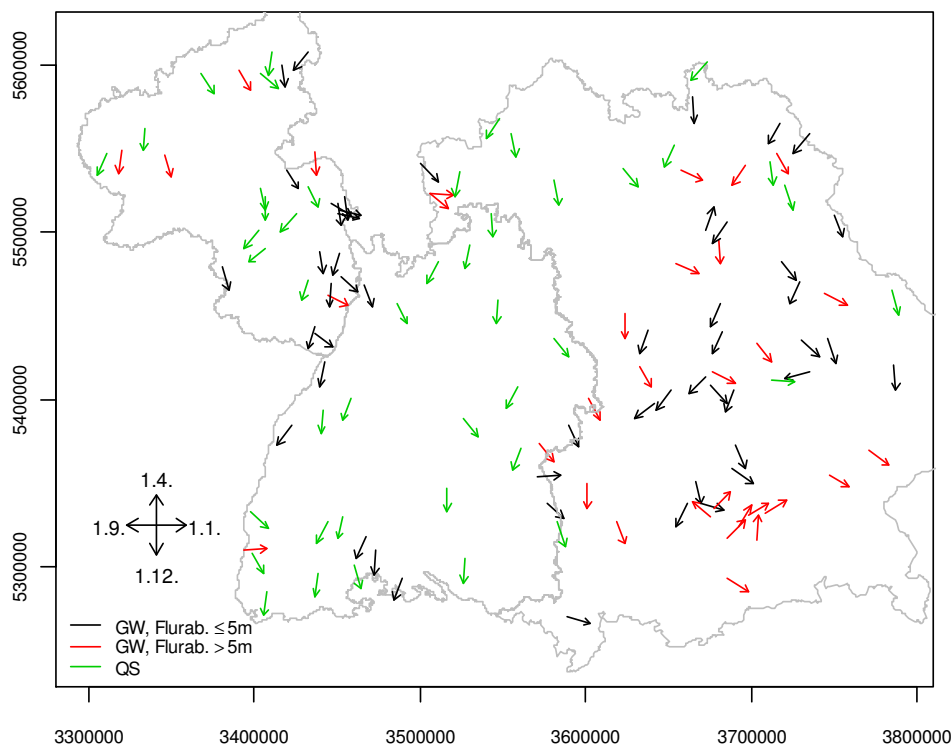 5600000
5500000
5400000
5300000
1.4.
1.9. 1.1.
1.12.
GW, Flurab. ≤ 5m
GW, Flurab. > 5m
QS
3300000 3400000 3500000 3600000 3700000 3800000